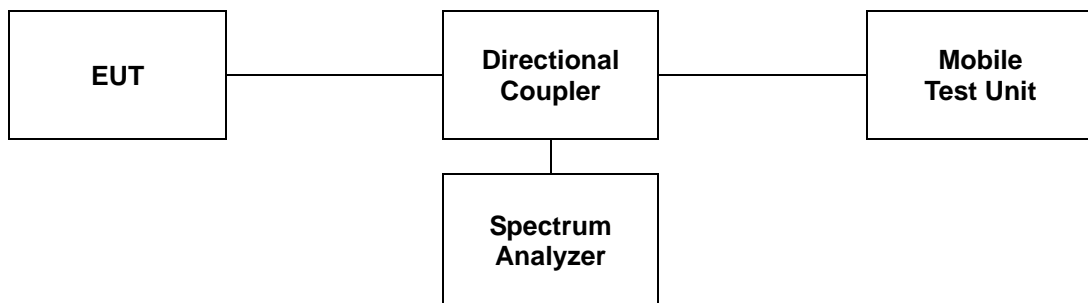 EUT
Directional
Coupler
Mobile
Test Unit
Spectrum
Analyzer